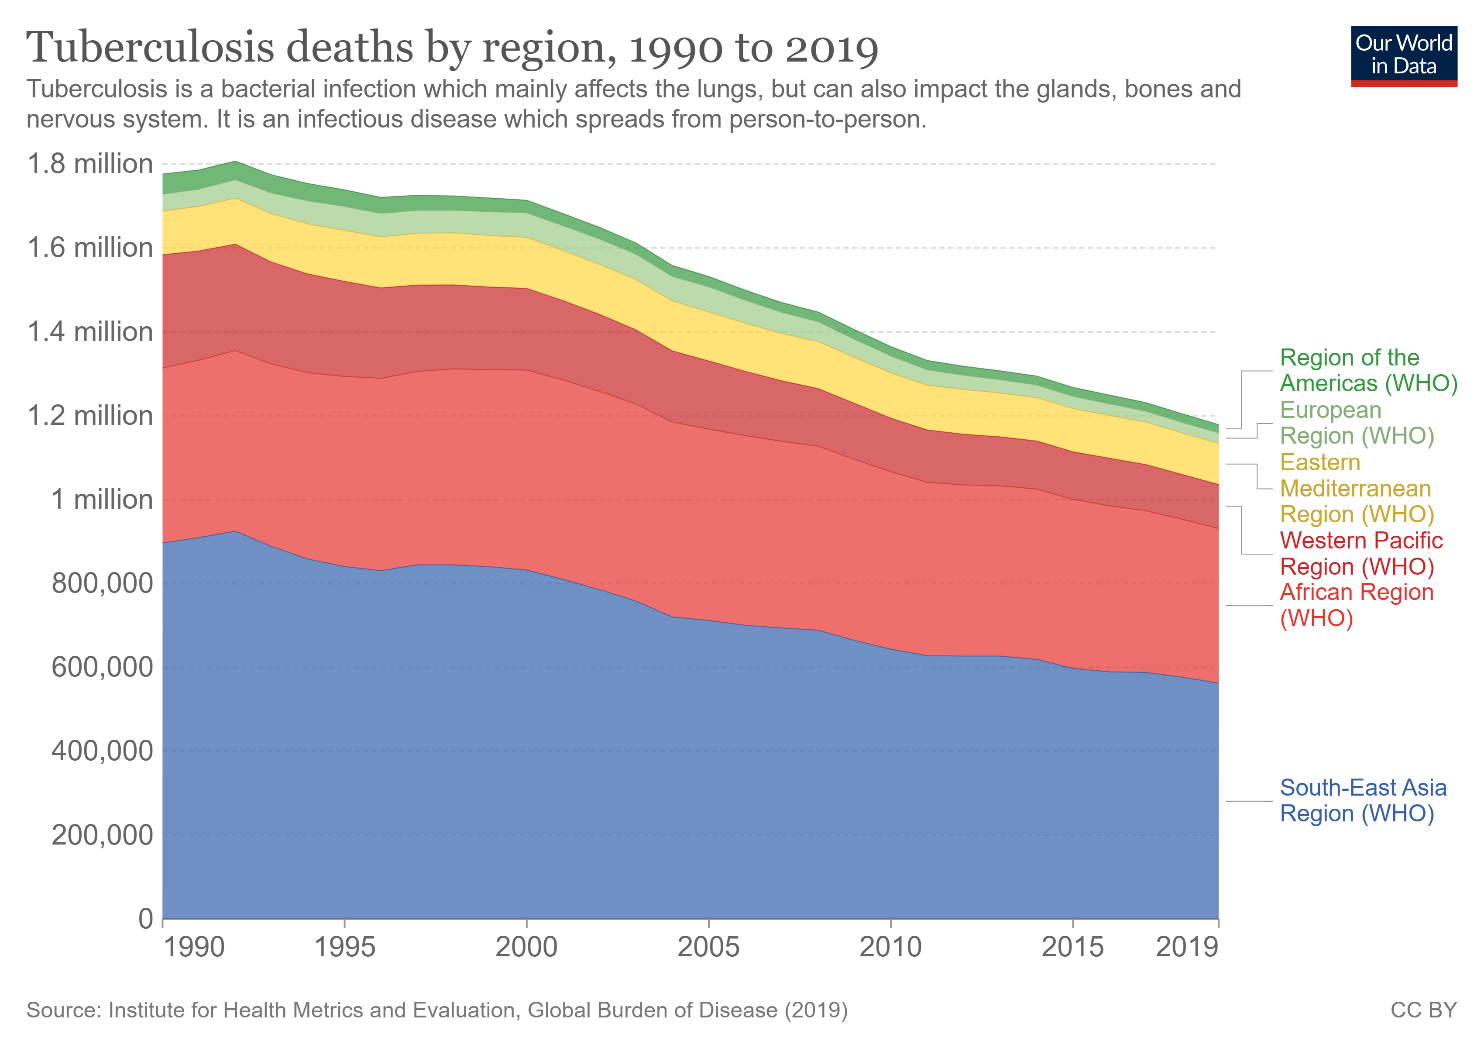 Tuberculosis deaths by region, 1990 to 2019
Our World
in Data
Tuberculosis is a bacterial infection which mainly affects the lungs, but can also impact the glands, bones and
nervous system. It is an infectious disease which spreads from person-to-person.
1.8 million
1.6 million
1.4 million
1.2 million
1 million
800,000
600,000
400,000
200,000
0
Region of the
Americas (WHO)
European
Region (WHO)
Eastern
Mediterranean
Region (WHO)
Western Pacific
Region (WHO)
African Region
(WHO)
South-East Asia
Region (WHO)
1990 1995 2000 2005 2010 2015 2019
Source: Institute for Health Metrics and Evaluation, Global Burden of Disease (2019)
CC BY